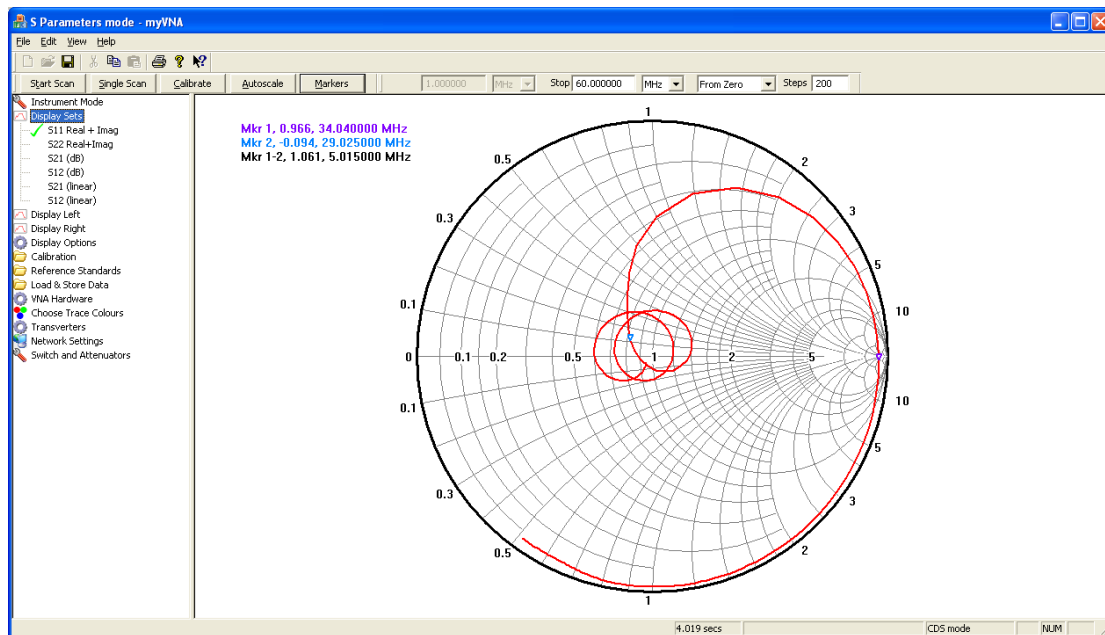 S Parameters mode - myVNA
File Edit View Help
Start Scan Single Scan Calibrate Autoscale Markers 1.000000 MHz Stop 60.000000 MHz From Zero Steps 200
Instrument Mode
Display Sets
S11 Real + Imag
S22 Real+Imag
S21 (dB)
S12 (dB)
S21 (linear)
S12 (linear)
Display Left
Display Right
Display Options
Calibration
Reference Standards
Load & Store Data
VNA Hardware
Choose Trace Colours
Transverters
Network Settings
Switch and Attenuators
Mkr 1, 0.966, 34.040000 MHz
Mkr 2, -0.094, 29.025000 MHz
Mkr 1-2, 1.061, 5.015000 MHz
1
0.5 2
0.3 3
5
0.1 10
0 0.1 0.2 0.5 1 2 5
0.1 10
5
0.3 3
0.5 2
1
4.019 secs CDS mode NUM